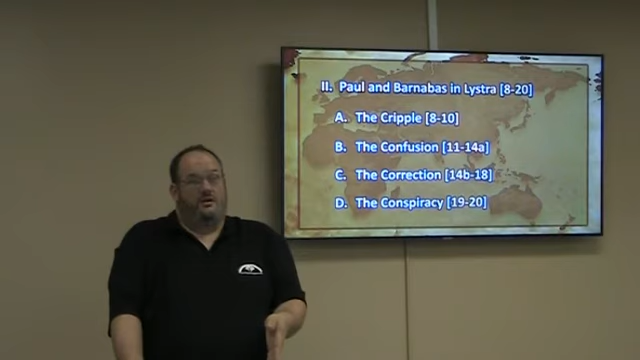 II. Paul and Barnabas in Lystra [8-20]
A. The Cripple [8-10]
B. The Confusion [11-14a]
C. The Correction [14b-18]
D. The Conspiracy [19-20]